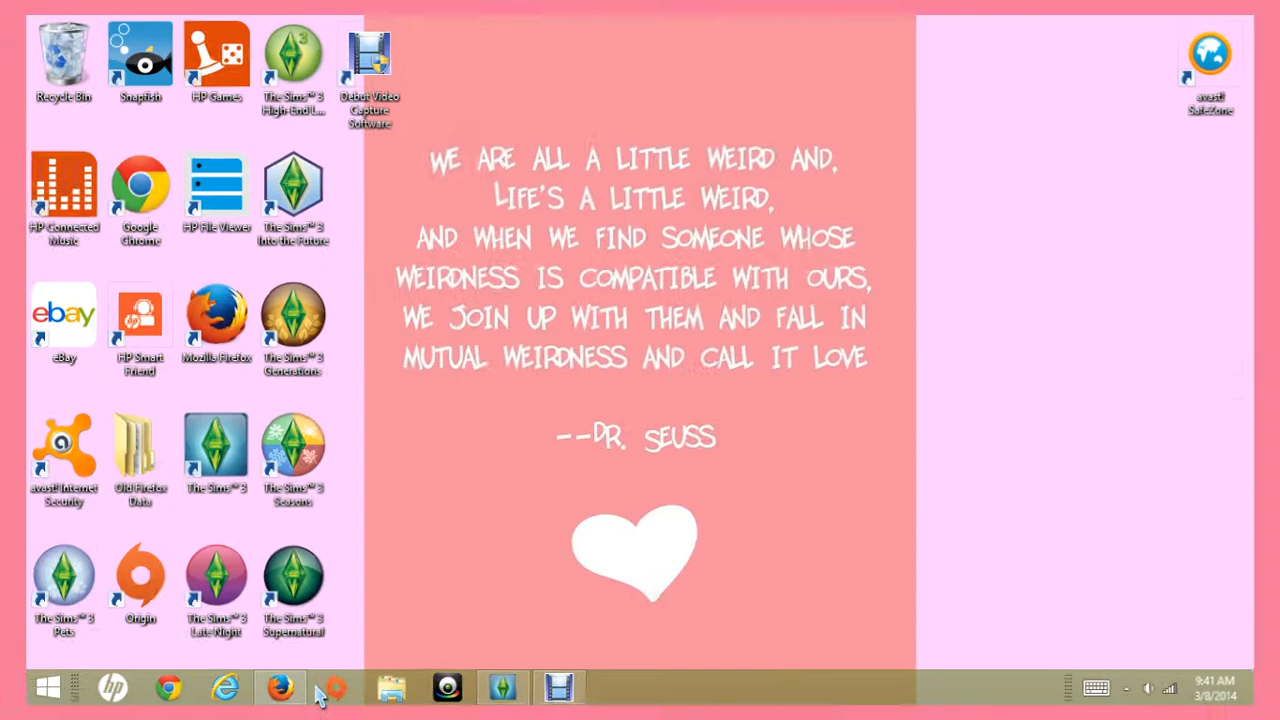 Recycle Bin
Snapfish
HP Games
3
The Sims™ 3
High-End L...
Debut Video
Capture
Software
avast!
SafeZone
WE ARE ALL A LITTLE WEIRD AND,
LIFE'S A LITTLE WEIRD,
AND WHEN WE FIND SOMEONE WHOSE
WEIRDNESS IS COMPATIBLE WITH OURS,
WE JOIN UP WITH THEM AND FALL IN
MUTUAL WEIRDNESS AND CALL IT LOVE
--DR. SEUSS
HP Connected
Music
Google
Chrome
HP File Viewer
The Sims™ 3
Into the Future
ebay
eBay
hp
HP Smart
Friend
Mozilla Firefox
The Sims™ 3
Generations
avast! Internet
Security
Old Firefox
Data
The Sims™ 3
The Sims™ 3
Seasons
The Sims™ 3
Pets
Origin
The Sims™ 3
Late Night
The Sims™ 3
Supernatural
hp
9:41 AM
3/8/2014